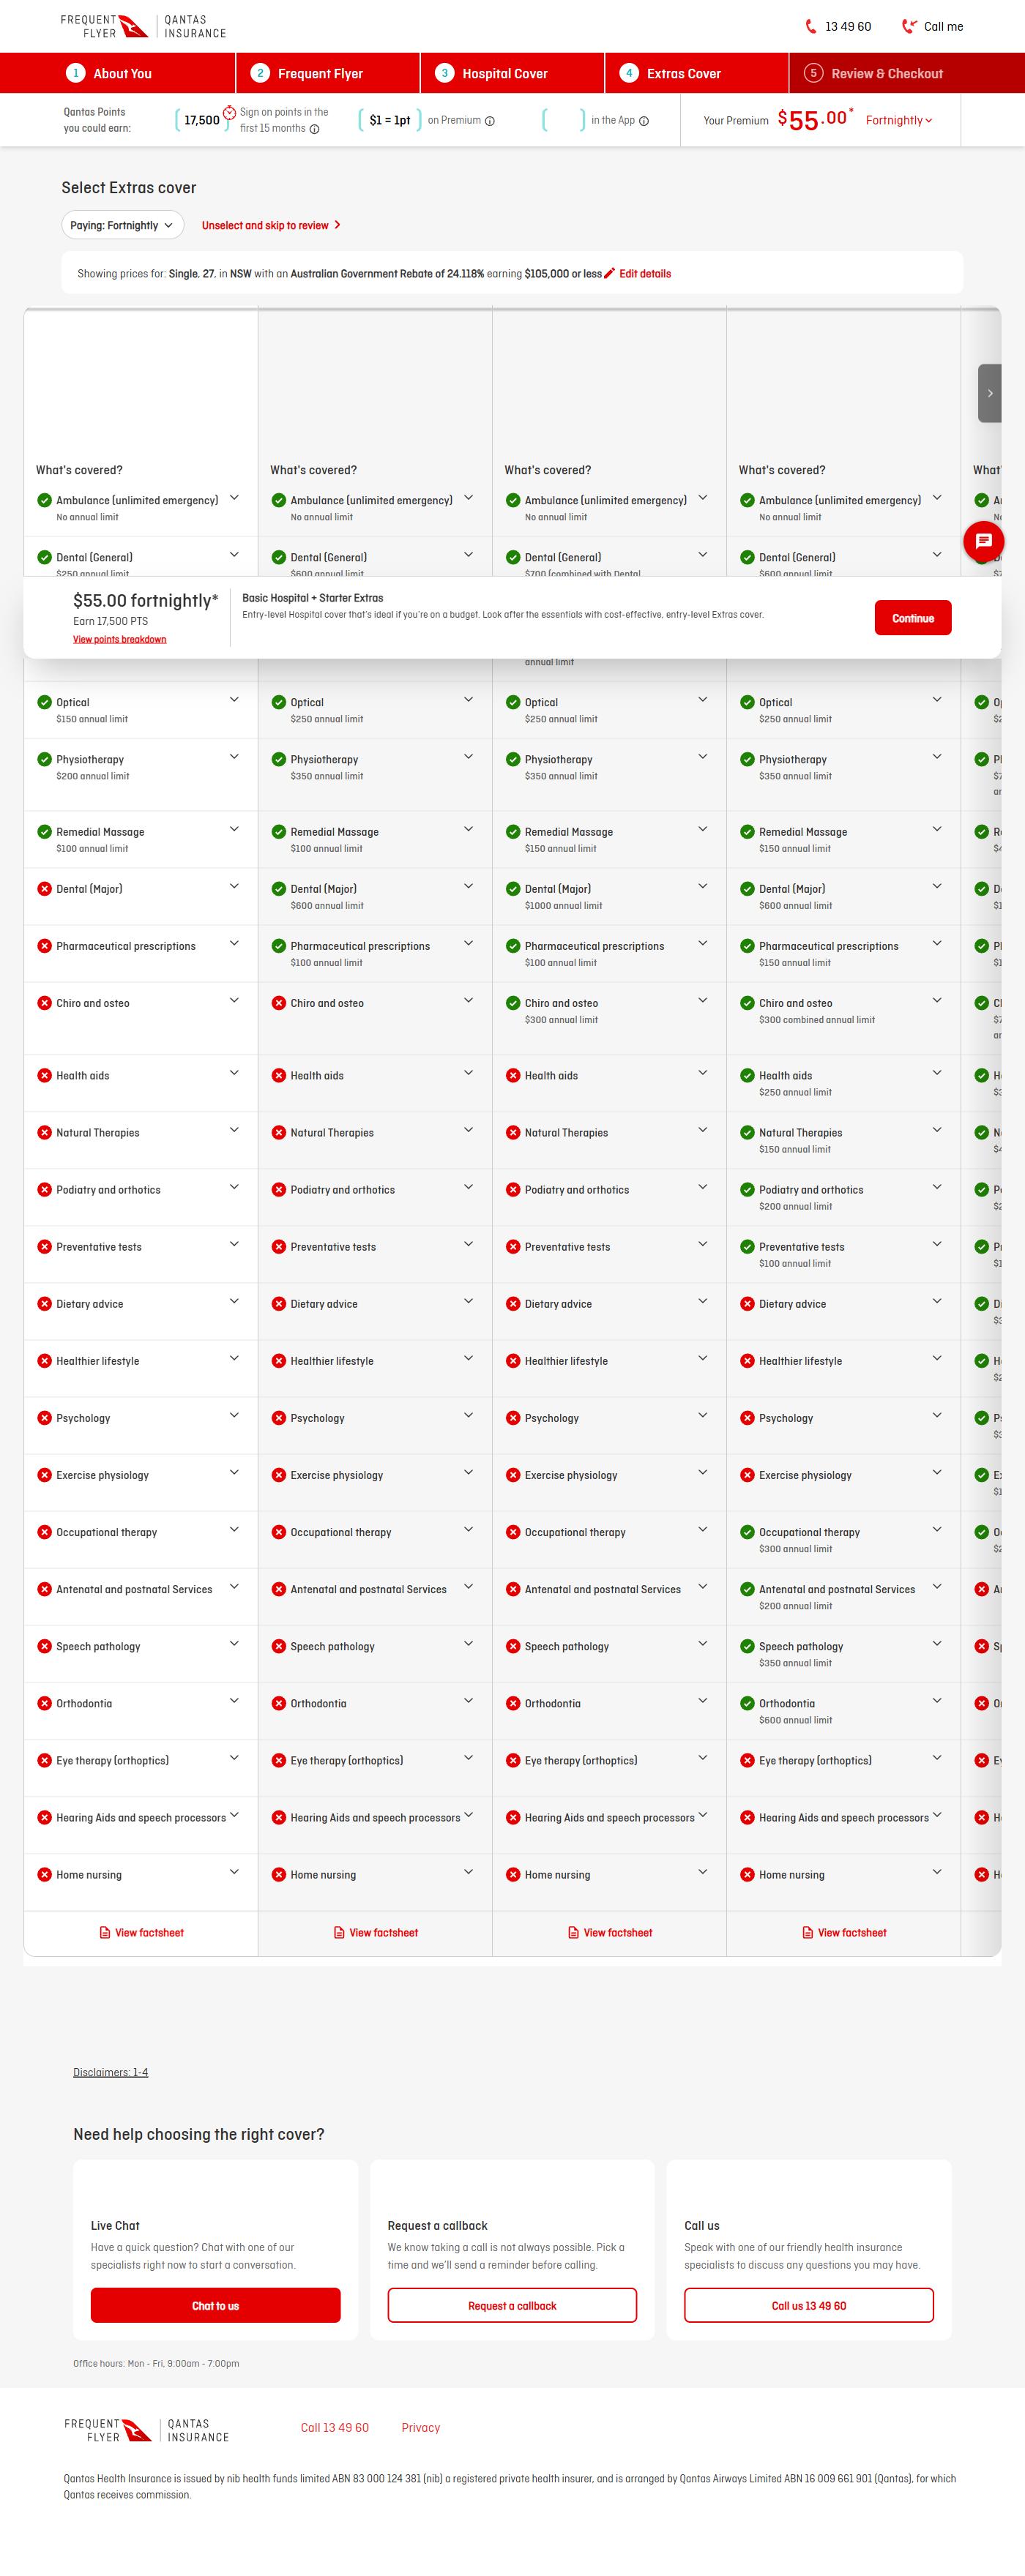 FREQUENT FLYER | QANTAS INSURANCE
13 49 60
Call me
1 About You
2 Frequent Flyer
3 Hospital Cover
4 Extras Cover
5 Review & Checkout
Qantas Points you could earn:
17,500 Sign on points in the first 15 months
$1 = 1pt on Premium
in the App
Your Premium $55.00* Fortnightly
Select Extras cover
Paying: Fortnightly
Unselect and skip to review
Showing prices for: Single, 27, in NSW with an Australian Government Rebate of 24.118% earning $105,000 or less Edit details
What's covered? What's covered? What's covered? What's covered?
Ambulance (unlimited emergency) Ambulance (unlimited emergency) Ambulance (unlimited emergency) Ambulance (unlimited emergency)
No annual limit No annual limit No annual limit No annual limit
Dental (General) Dental (General) Dental (General) Dental (General)
$250 annual limit $600 annual limit $700 (combined with Dental $600 annual limit
$55.00 fortnightly*
Earn 17,500 PTS
View points breakdown
Basic Hospital + Starter Extras
Entry-level Hospital cover that's ideal if you're on a budget. Look after the essentials with cost-effective, entry-level Extras cover.
Continue
annual limit
Optical Optical Optical Optical
$150 annual limit $250 annual limit $250 annual limit $250 annual limit
Physiotherapy Physiotherapy Physiotherapy Physiotherapy
$200 annual limit $350 annual limit $350 annual limit $350 annual limit
Remedial Massage Remedial Massage Remedial Massage Remedial Massage
$100 annual limit $100 annual limit $150 annual limit $150 annual limit
Dental (Major) Dental (Major) Dental (Major) Dental (Major)
$600 annual limit $1000 annual limit $600 annual limit
Pharmaceutical prescriptions Pharmaceutical prescriptions Pharmaceutical prescriptions Pharmaceutical prescriptions
$100 annual limit $100 annual limit $150 annual limit
Chiro and osteo Chiro and osteo Chiro and osteo Chiro and osteo
$300 annual limit $300 combined annual limit
Health aids Health aids Health aids Health aids
$250 annual limit
Natural Therapies Natural Therapies Natural Therapies Natural Therapies
$150 annual limit
Podiatry and orthotics Podiatry and orthotics Podiatry and orthotics Podiatry and orthotics
$200 annual limit
Preventative tests Preventative tests Preventative tests Preventative tests
$100 annual limit
Dietary advice Dietary advice Dietary advice Dietary advice
Healthier lifestyle Healthier lifestyle Healthier lifestyle Healthier lifestyle
Psychology Psychology Psychology Psychology
Exercise physiology Exercise physiology Exercise physiology Exercise physiology
Occupational therapy Occupational therapy Occupational therapy Occupational therapy
$300 annual limit
Antenatal and postnatal Services Antenatal and postnatal Services Antenatal and postnatal Services Antenatal and postnatal Services
$200 annual limit
Speech pathology Speech pathology Speech pathology Speech pathology
$350 annual limit
Orthodontia Orthodontia Orthodontia Orthodontia
$600 annual limit
Eye therapy (orthoptics) Eye therapy (orthoptics) Eye therapy (orthoptics) Eye therapy (orthoptics)
Hearing Aids and speech processors Hearing Aids and speech processors Hearing Aids and speech processors Hearing Aids and speech processors
Home nursing Home nursing Home nursing Home nursing
View factsheet View factsheet View factsheet View factsheet
Disclaimers: 1-4
Need help choosing the right cover?
Live Chat
Have a quick question? Chat with one of our
specialists right now to start a conversation.
Chat to us
Request a callback
We know taking a call is not always possible. Pick a
time and we'll send a reminder before calling.
Request a callback
Call us
Speak with one of our friendly health insurance
specialists to discuss any questions you may have.
Call us 13 49 60
Office hours: Mon - Fri, 9:00am - 7:00pm
FREQUENT FLYER | QANTAS INSURANCE
Call 13 49 60
Privacy
Qantas Health Insurance is issued by nib health funds limited ABN 83 000 124 381 (nib) a registered private health insurer, and is arranged by Qantas Airways Limited ABN 16 009 661 901 (Qantas), for which
Qantas receives commission.